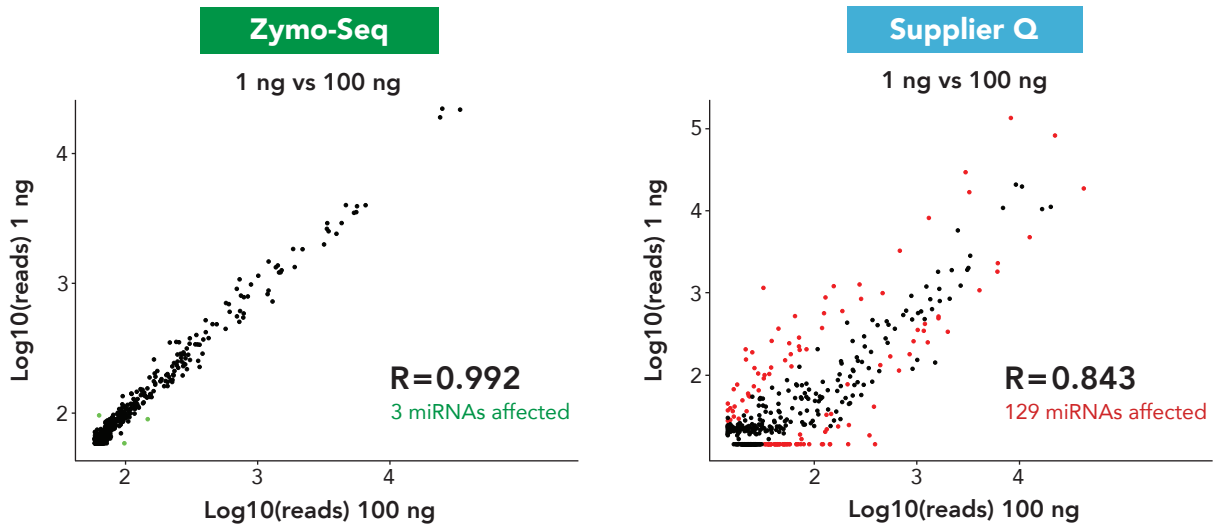 Zymo-Seq
1 ng vs 100 ng
Log10(reads) 1 ng
4
3
2
R=0.992
3 miRNAs affected
2
3
4
Log10(reads) 100 ng
Supplier Q
1 ng vs 100 ng
Log10(reads) 1 ng
5
4
3
2
R=0.843
129 miRNAs affected
2
3
4
Log10(reads) 100 ng